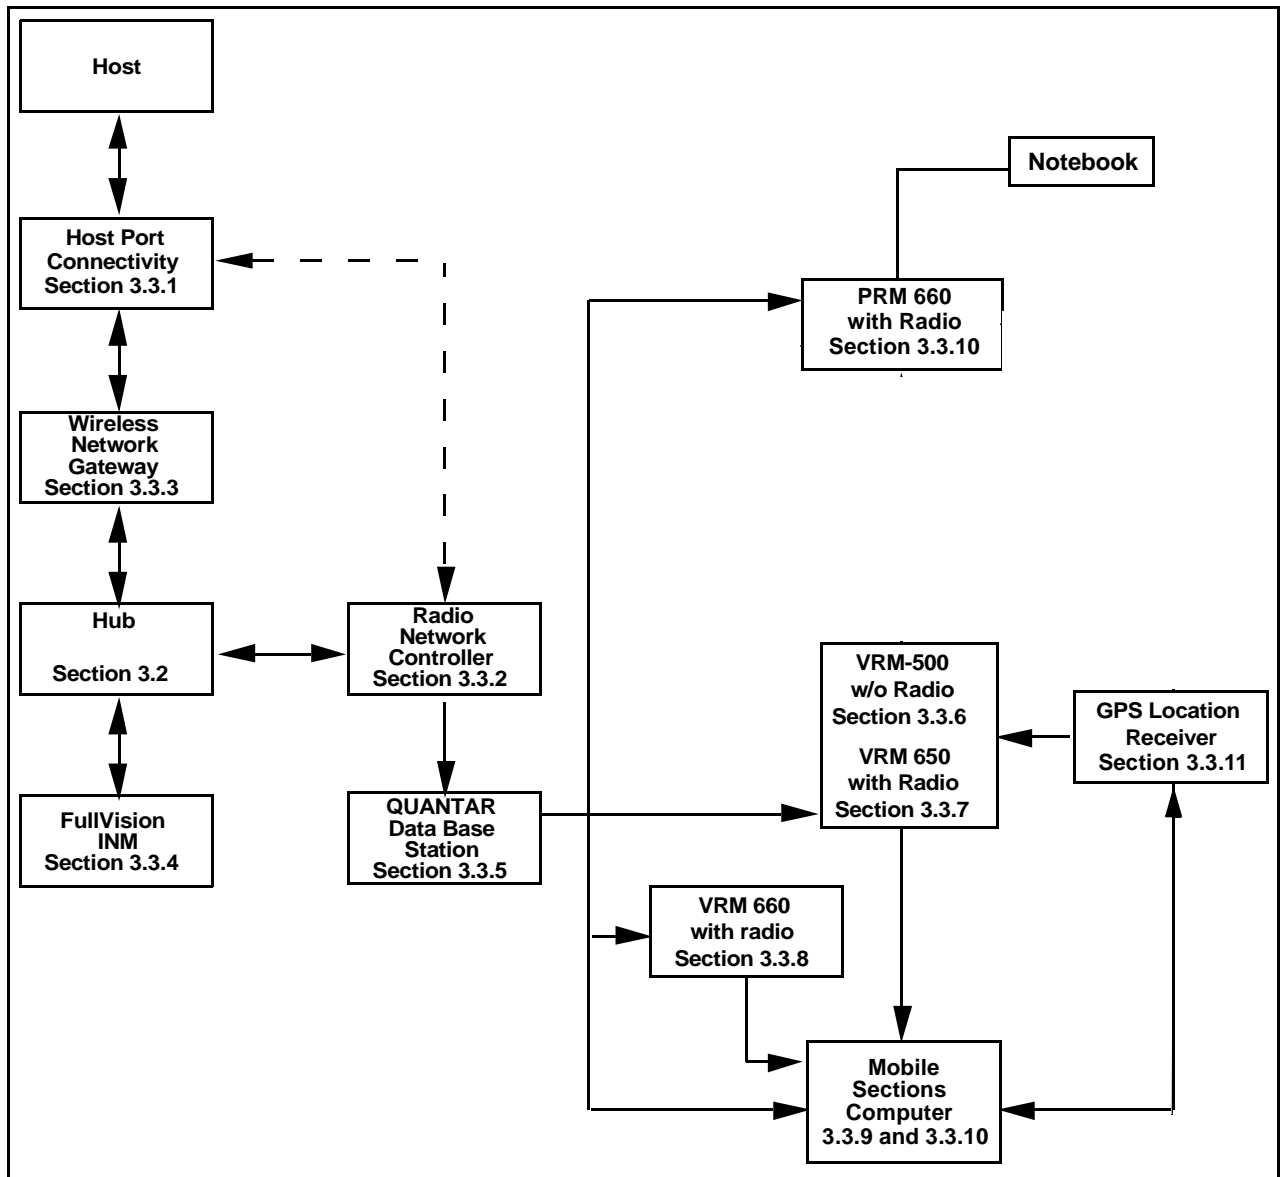 Host
Notebook
Host Port
Connectivity
Section 3.3.1
PRM 660
with Radio
Section 3.3.10
Wireless
Network
Gateway
Section 3.3.3
Hub
Section 3.2
Radio
Network
Controller
Section 3.3.2
VRM-500
w/o Radio
Section 3.3.6
VRM 650
with Radio
Section 3.3.7
GPS Location
Receiver
Section 3.3.11
FullVision
INM
Section 3.3.4
QUANTAR
Data Base
Station
Section 3.3.5
VRM 660
with radio
Section 3.3.8
Mobile
Sections
Computer
3.3.9 and 3.3.10